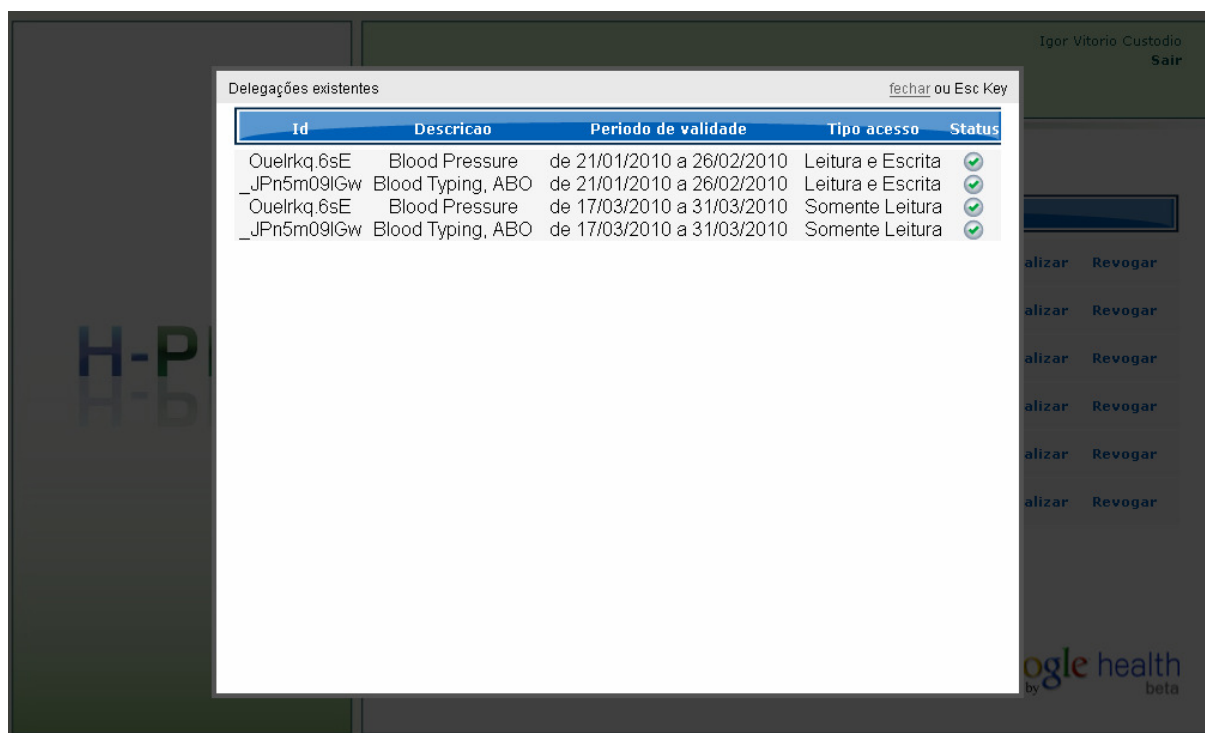 Igor Vitorio Custodio
Sair
Delegações existentes fechar ou Esc Key
Id Descricao Periodo de validade Tipo acesso Status
Ouelrkq.6sE Blood Pressure de 21/01/2010 a 26/02/2010 Leitura e Escrita
_JPn5m09lGw Blood Typing, ABO de 21/01/2010 a 26/02/2010 Leitura e Escrita
Ouelrkq.6sE Blood Pressure de 17/03/2010 a 31/03/2010 Somente Leitura
_JPn5m09lGw Blood Typing, ABO de 17/03/2010 a 31/03/2010 Somente Leitura
alizar Revogar
alizar Revogar
H-P
alizar Revogar
alizar Revogar
alizar Revogar
alizar Revogar
ogle health
by beta